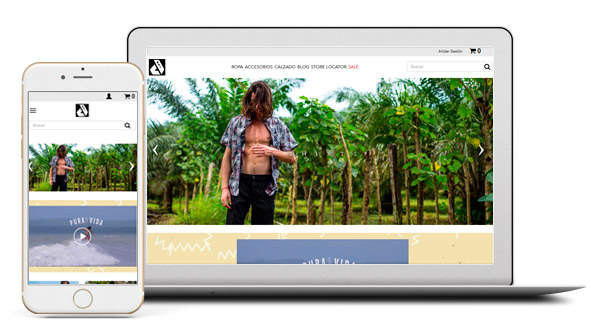 Iniciar Sesión 0
ROPA ACCESORIOS CALZADO BLOG STORE LOCATOR SALE
Buscar
PURA VIDA
0
Buscar
PURA VIDA